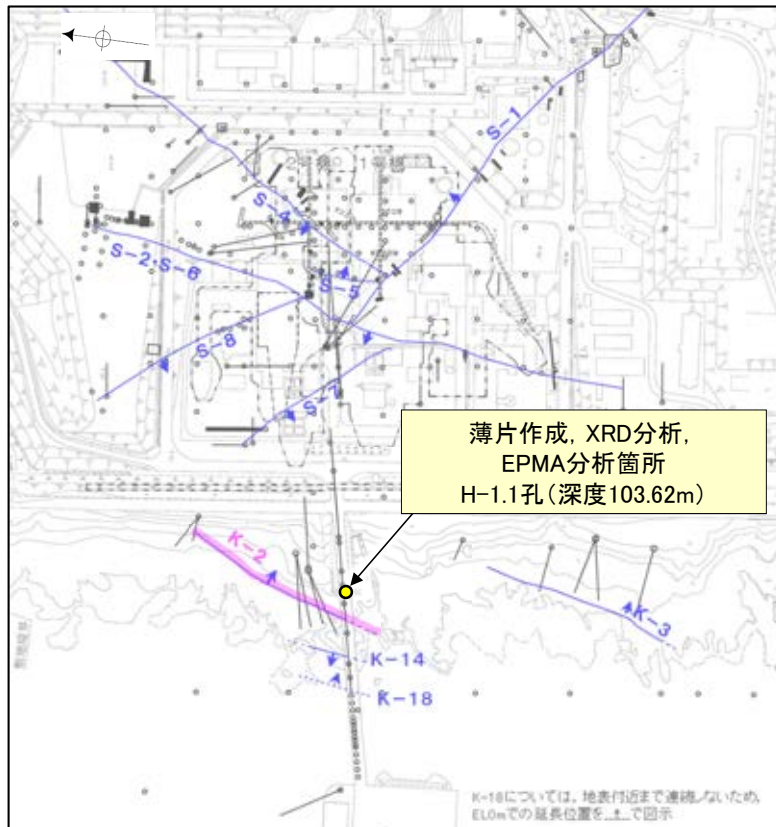 S-1
S-4
S-2・S-6
S-5
S-8
S-7
薄片作成, XRD分析,
EPMA分析箇所
H-1.1孔（深度103.62m）
K-2
K-3
K-14
K-18
K-18については、地表付近まで連続しないため、
EL0mでの延長位置を で図示